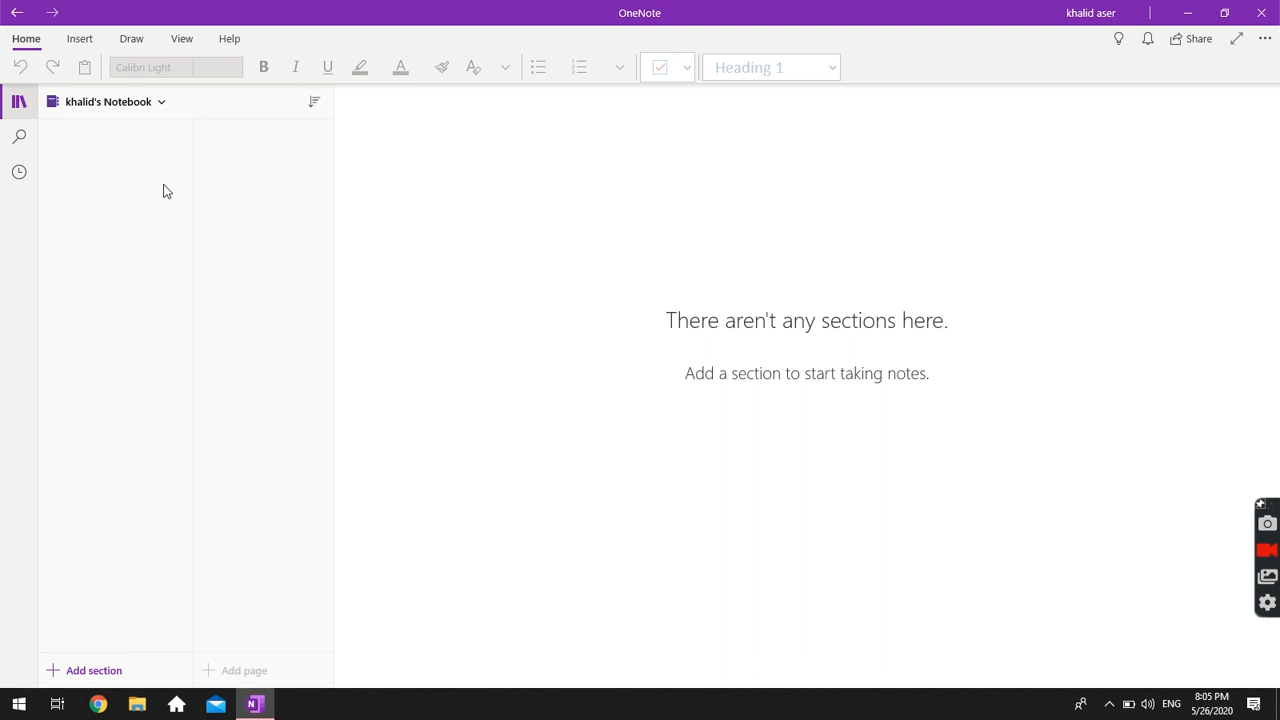 OneNote
khalid aser
Home
Insert
Draw
View
Help
Share
Calibri Light
B
I
U
A
A
Heading 1
khalid's Notebook
There aren't any sections here.
Add a section to start taking notes.
Add section
Add page
8:05 PM
ENG
5/26/2020